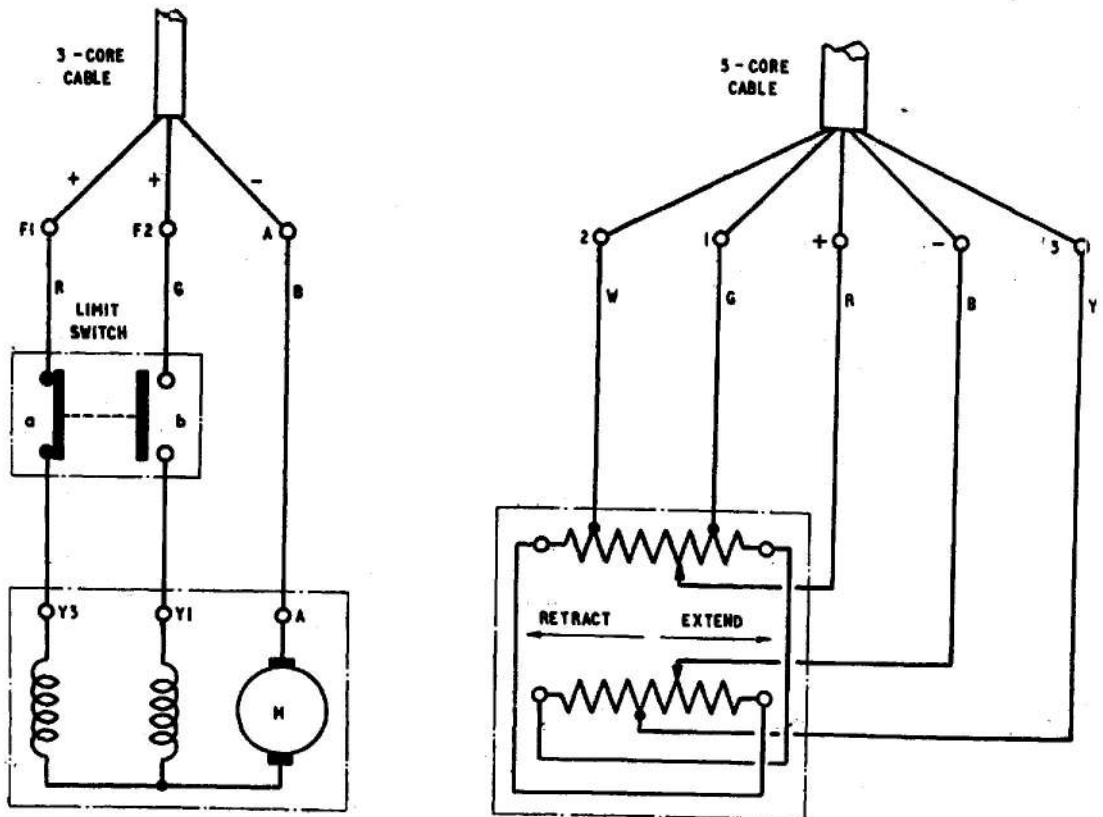 3-CORE
CABLE
+
+
-
F1
F2
A
R
G
B
LIMIT
SWITCH
a
b
Y3
Y1
A
M
5-CORE
CABLE
2
1
+
-
3
W
G
R
B
Y
RETRACT
EXTEND